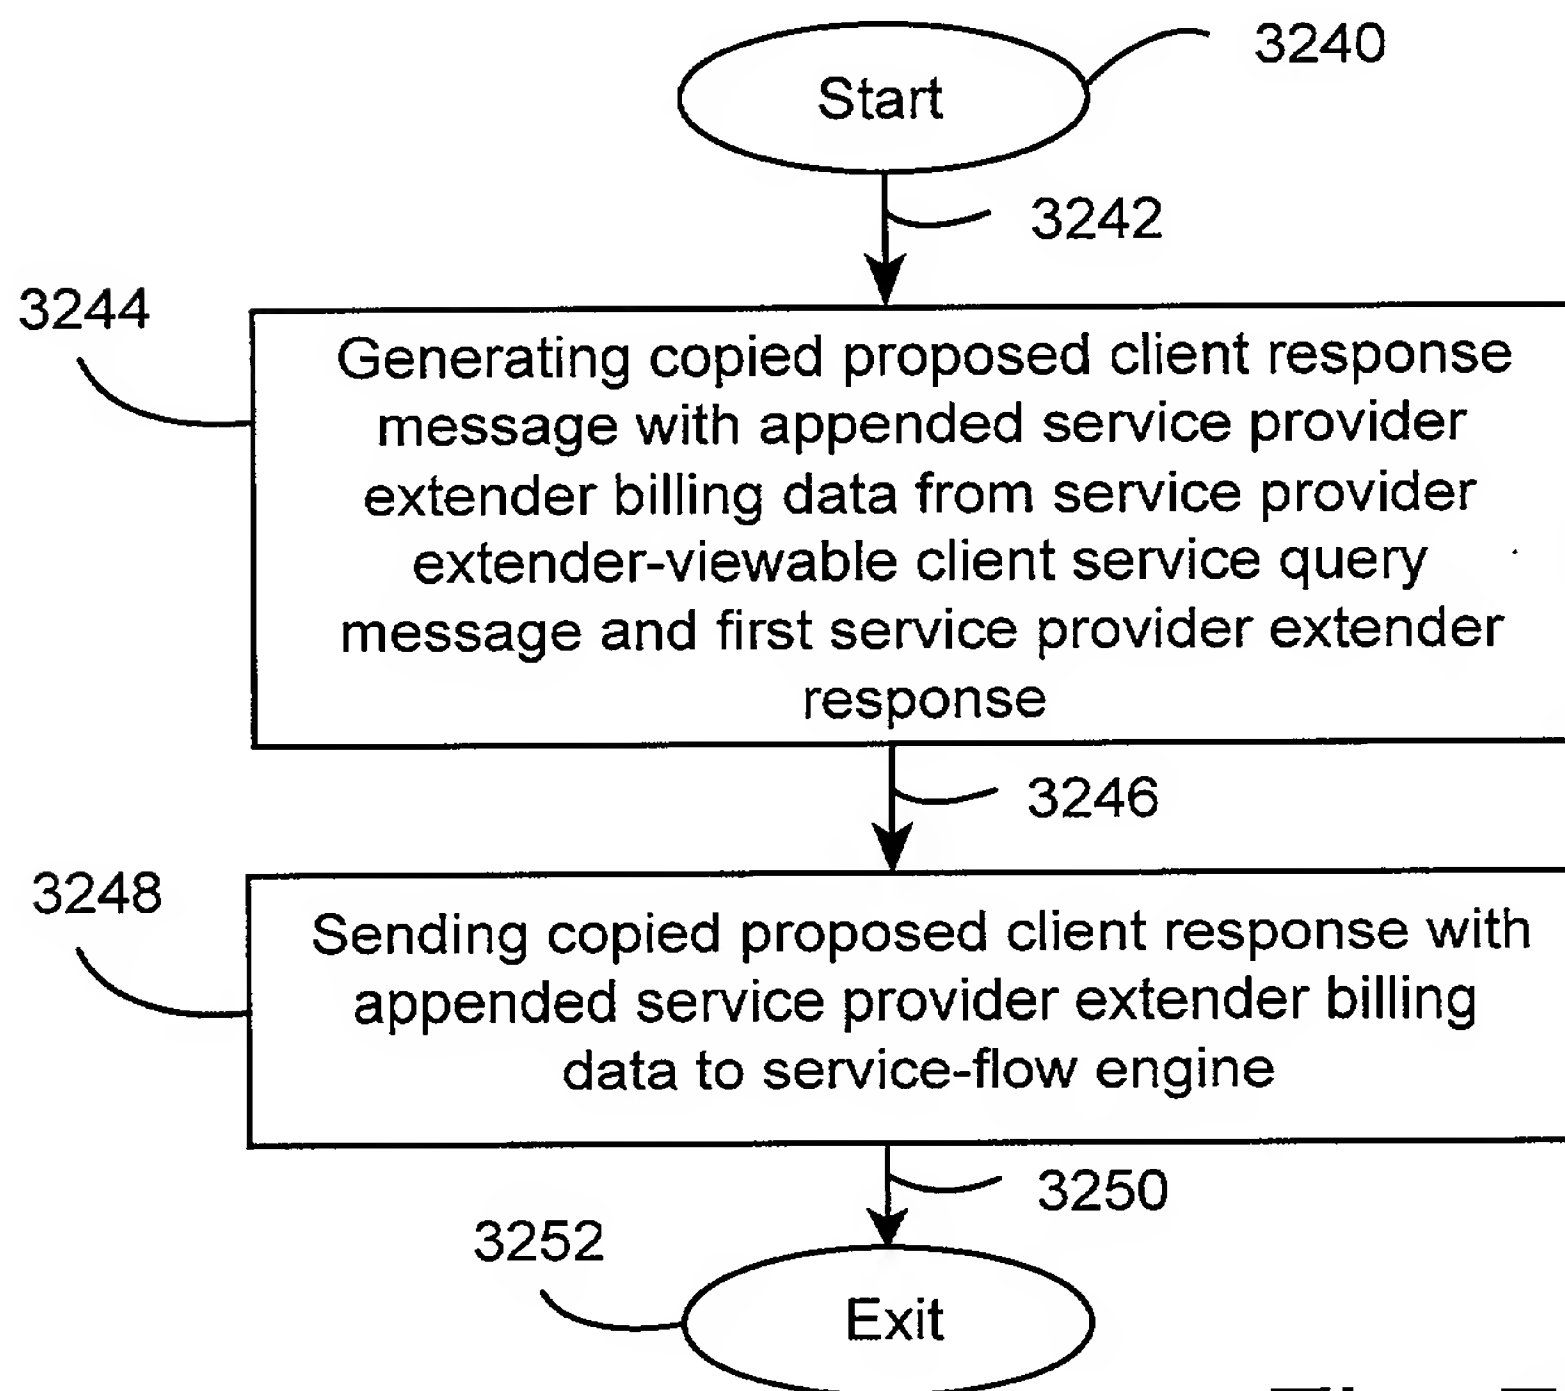 3240
Start
3242
3244
Generating copied proposed client response
message with appended service provider
extender billing data from service provider
extender-viewable client service query
message and first service provider extender
response
3246
3248
Sending copied proposed client response with
appended service provider extender billing
data to service-flow engine
3250
3252
Exit